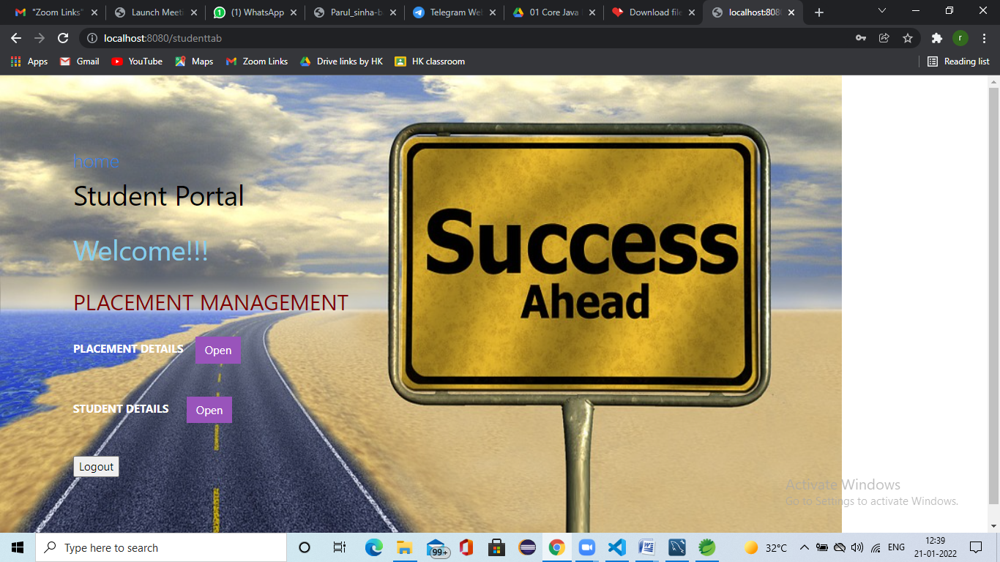 "Zoom Links"
Launch Meeti
(1) WhatsApp
Parul_sinha-b
Telegram Wel
01 Core Java
Download file
localhost:808
localhost:8080/studenttab
r
Apps
Gmail
YouTube
Maps
Zoom Links
Drive links by HK
HK classroom
Reading list
home
Student Portal
Welcome!!!
PLACEMENT MANAGEMENT
PLACEMENT DETAILS Open
STUDENT DETAILS Open
Logout
Success
Ahead
Activate Windows
Go to Settings to activate Windows.
Type here to search
99+
32°C
ENG
12:39
21-01-2022